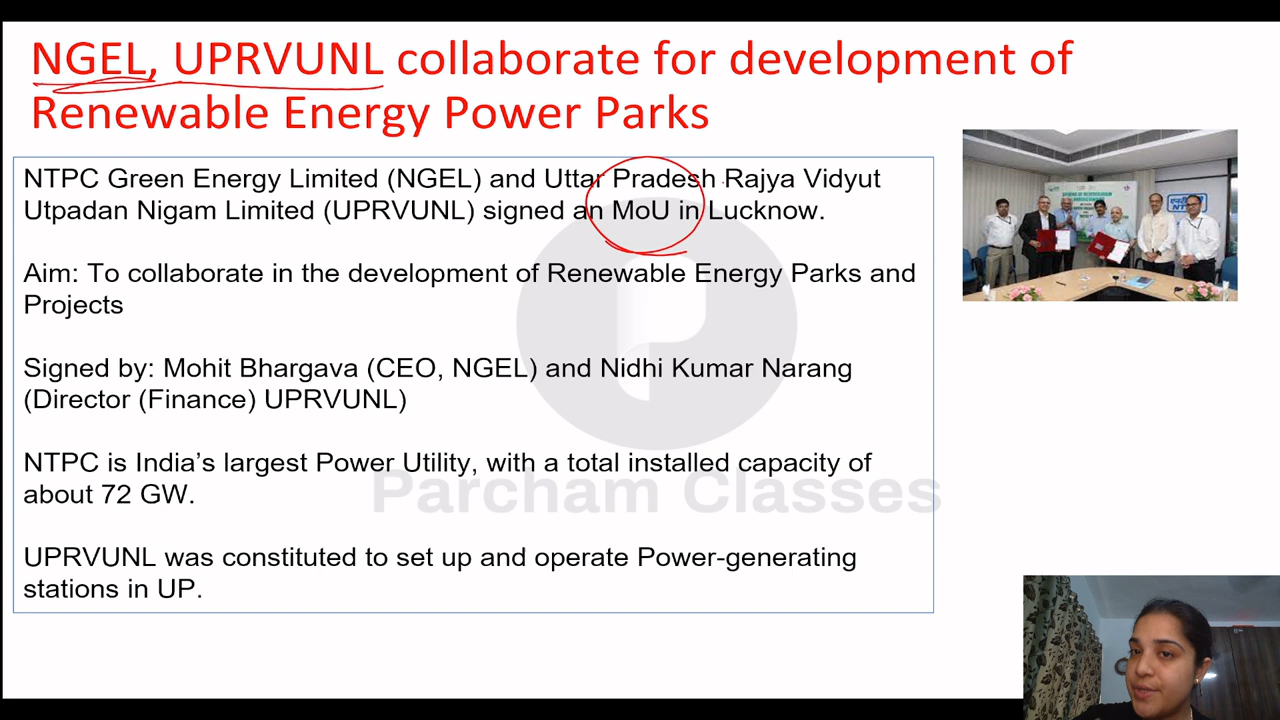 NGEL, UPRVUNL collaborate for development of
Renewable Energy Power Parks
NTPC Green Energy Limited (NGEL) and Uttar Pradesh Rajya Vidyut
Utpadan Nigam Limited (UPRVUNL) signed an MoU in Lucknow.
Aim: To collaborate in the development of Renewable Energy Parks and
Projects
Signed by: Mohit Bhargava (CEO, NGEL) and Nidhi Kumar Narang
(Director (Finance) UPRVUNL)
NTPC is India’s largest Power Utility, with a total installed capacity of
about 72 GW.
UPRVUNL was constituted to set up and operate Power-generating
stations in UP.
Parcham Classes